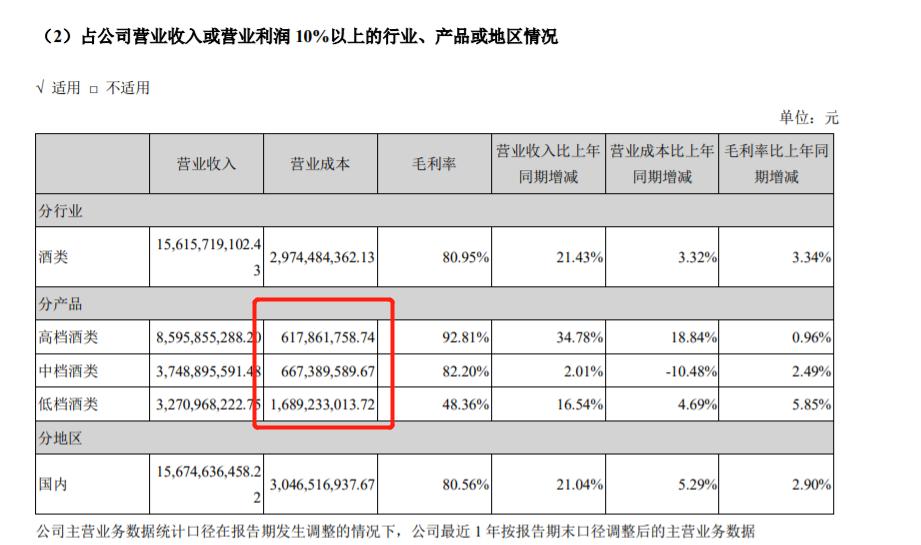 （2）占公司营业收入或营业利润 10%以上的行业、产品或地区情况
√ 适用 □ 不适用
单位：元
营业收入 营业成本 毛利率 营业收入比上年同期增减 营业成本比上年同期增减 毛利率比上年同期增减
分行业
酒类 15,615,719,102.43 2,974,484,362.13 80.95% 21.43% 3.32% 3.34%
分产品
高档酒类 8,595,855,288.20 617,861,758.74 92.81% 34.78% 18.84% 0.96%
中档酒类 3,748,895,591.48 667,389,589.67 82.20% 2.01% -10.48% 2.49%
低档酒类 3,270,968,222.75 1,689,233,013.72 48.36% 16.54% 4.69% 5.85%
分地区
国内 15,674,636,458.22 3,046,516,937.67 80.56% 21.04% 5.29% 2.90%
公司主营业务数据统计口径在报告期发生调整的情况下，公司最近 1 年按报告期末口径调整后的主营业务数据